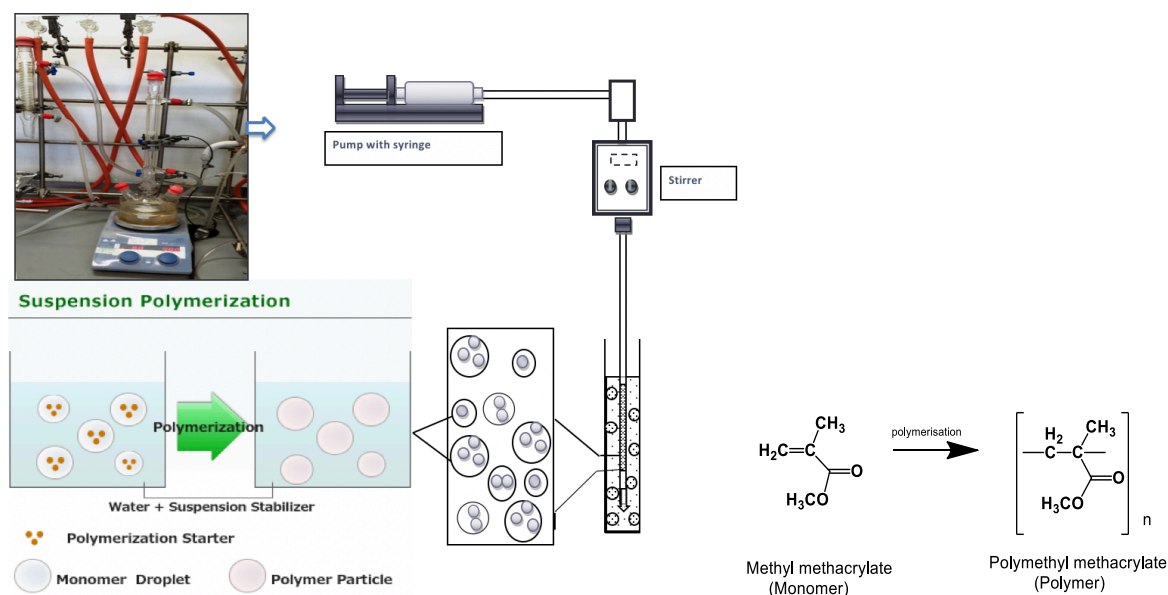 Pump with syringe
Stirrer
Suspension Polymerization
Polymerization
Water + Suspension Stabilizer
Polymerization Starter
Monomer Droplet
Polymer Particle
H₂C
CH₃
O
H₃CO
polymerisation
H₂
C
CH₃
C
O
H₃CO
n
Methyl methacrylate
(Monomer)
Polymethyl methacrylate
(Polymer)